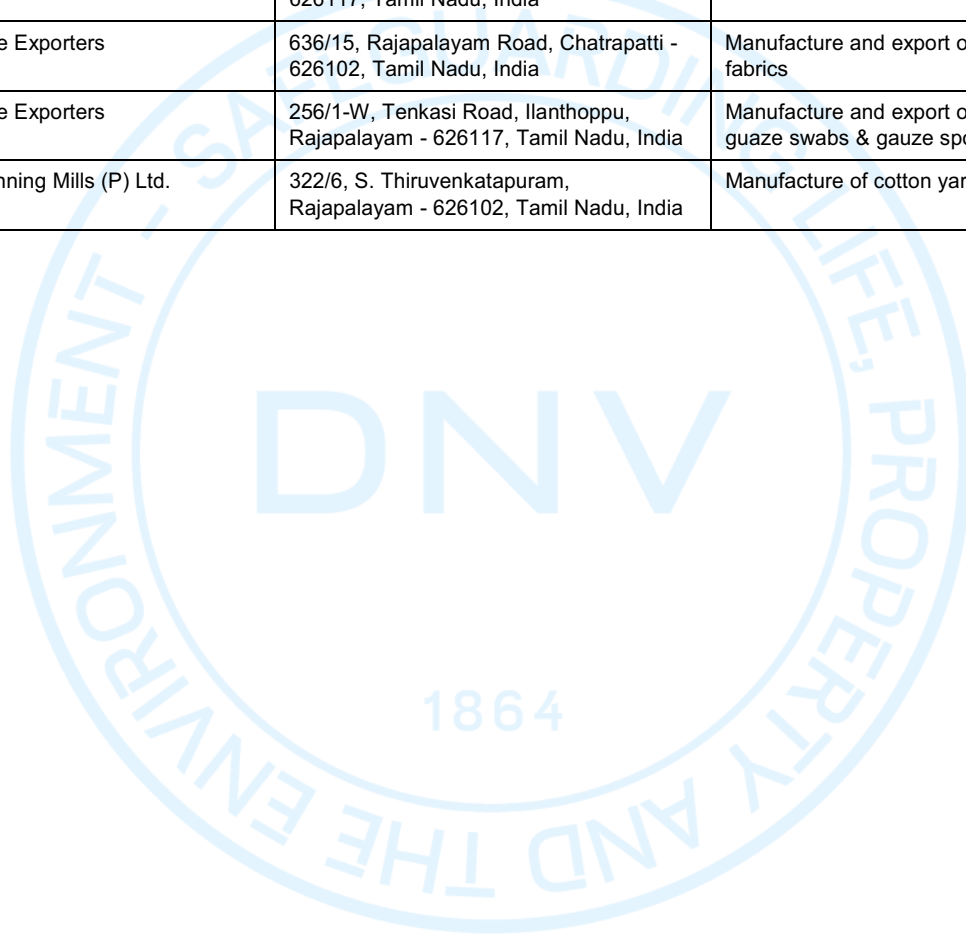 626117, Tamil Nadu, India
e Exporters
636/15, Rajapalayam Road, Chatrapatti -
626102, Tamil Nadu, India
Manufacture and export o
fabrics
e Exporters
256/1-W, Tenkasi Road, Ilanthoppu,
Rajapalayam - 626117, Tamil Nadu, India
Manufacture and export o
guaze swabs & gauze spo
nning Mills (P) Ltd.
322/6, S. Thiruvenkatapuram,
Rajapalayam - 626102, Tamil Nadu, India
Manufacture of cotton yar
SAFEGUARDING LIFE, PROPERTY AND THE ENVIRONMENT -
DNV
1864